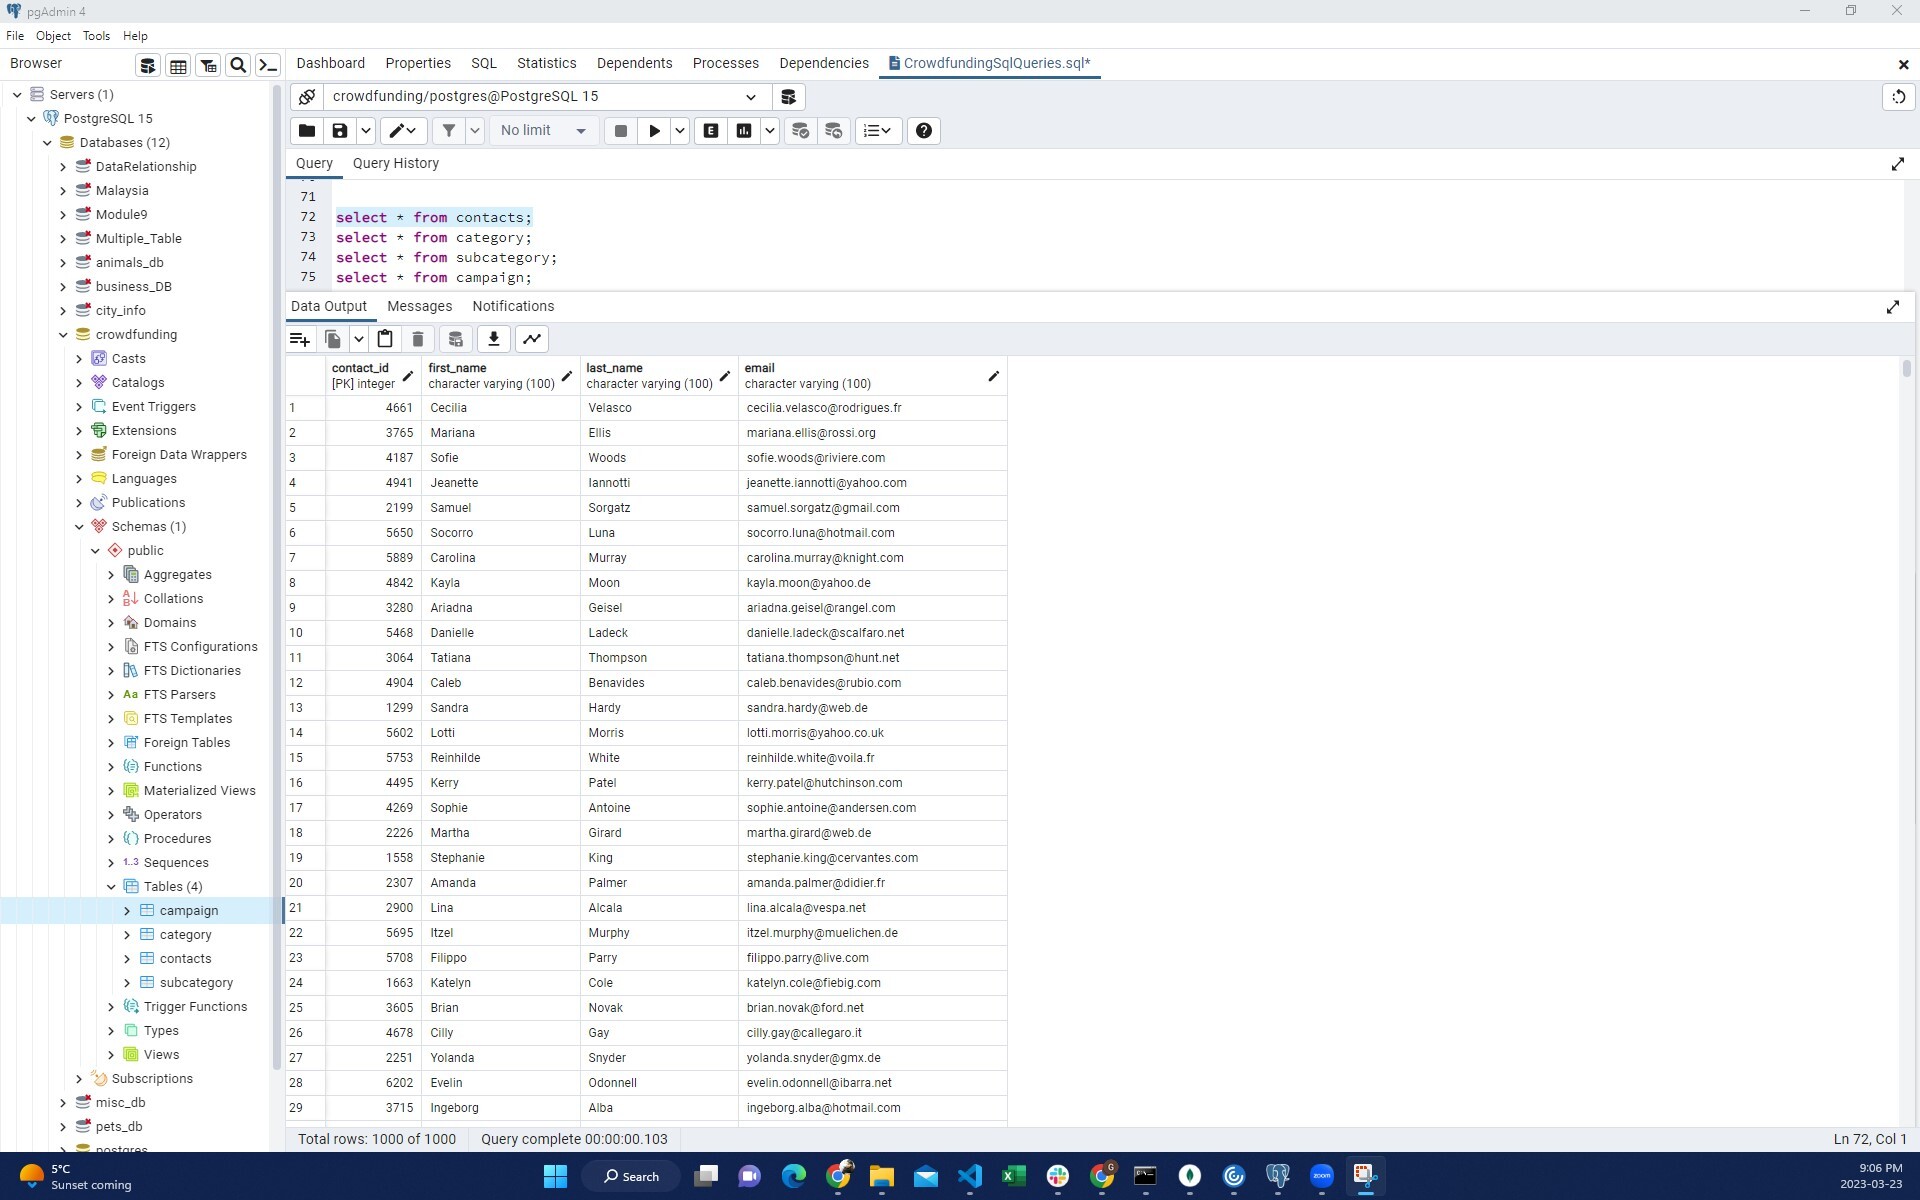 pgAdmin 4
File Object Tools Help
Browser
Dashboard Properties SQL Statistics Dependents Processes Dependencies CrowdfundingSqlQueries.sql*
Servers (1)
PostgreSQL 15
Databases (12)
DataRelationship
Malaysia
Module9
Multiple_Table
animals_db
business_DB
city_info
crowdfunding
Casts
Catalogs
Event Triggers
Extensions
Foreign Data Wrappers
Languages
Publications
Schemas (1)
public
Aggregates
Collations
Domains
FTS Configurations
FTS Dictionaries
FTS Parsers
FTS Templates
Foreign Tables
Functions
Materialized Views
Operators
Procedures
Sequences
Tables (4)
campaign
category
contacts
subcategory
Trigger Functions
Types
Views
Subscriptions
misc_db
pets_db
postgres
crowdfunding/postgres@PostgreSQL 15
No limit
Query Query History
71
72 select * from contacts;
73 select * from category;
74 select * from subcategory;
75 select * from campaign;
Data Output Messages Notifications
contact_id first_name last_name email
[PK] integer character varying (100) character varying (100) character varying (100)
1 4661 Cecilia Velasco cecilia.velasco@rodrigues.fr
2 3765 Mariana Ellis mariana.ellis@rossi.org
3 4187 Sofie Woods sofie.woods@riviere.com
4 4941 Jeanette Iannotti jeanette.iannotti@yahoo.com
5 2199 Samuel Sorgatz samuel.sorgatz@gmail.com
6 5650 Socorro Luna socorro.luna@hotmail.com
7 5889 Carolina Murray carolina.murray@knight.com
8 4842 Kayla Moon kayla.moon@yahoo.de
9 3280 Ariadna Geisel ariadna.geisel@rangel.com
10 5468 Danielle Ladeck danielle.ladeck@scalfaro.net
11 3064 Tatiana Thompson tatiana.thompson@hunt.net
12 4904 Caleb Benavides caleb.benavides@rubio.com
13 1299 Sandra Hardy sandra.hardy@web.de
14 5602 Lotti Morris lotti.morris@yahoo.co.uk
15 5753 Reinhilde White reinhilde.white@voila.fr
16 4495 Kerry Patel kerry.patel@hutchinson.com
17 4269 Sophie Antoine sophie.antoine@andersen.com
18 2226 Martha Girard martha.girard@web.de
19 1558 Stephanie King stephanie.king@cervantes.com
20 2307 Amanda Palmer amanda.palmer@didier.fr
21 2900 Lina Alcala lina.alcala@vespa.net
22 5695 Itzel Murphy itzel.murphy@muelichen.de
23 5708 Filippo Parry filippo.parry@live.com
24 1663 Katelyn Cole katelyn.cole@fiebig.com
25 3605 Brian Novak brian.novak@ford.net
26 4678 Cilly Gay cilly.gay@callegaro.it
27 2251 Yolanda Snyder yolanda.snyder@gmx.de
28 6202 Evelin Odonnell evelin.odonnell@ibarra.net
29 3715 Ingeborg Alba ingeborg.alba@hotmail.com
Total rows: 1000 of 1000 Query complete 00:00:00.103 Ln 72, Col 1
5°C
Sunset coming
Search
zoom
9:06 PM
2023-03-23